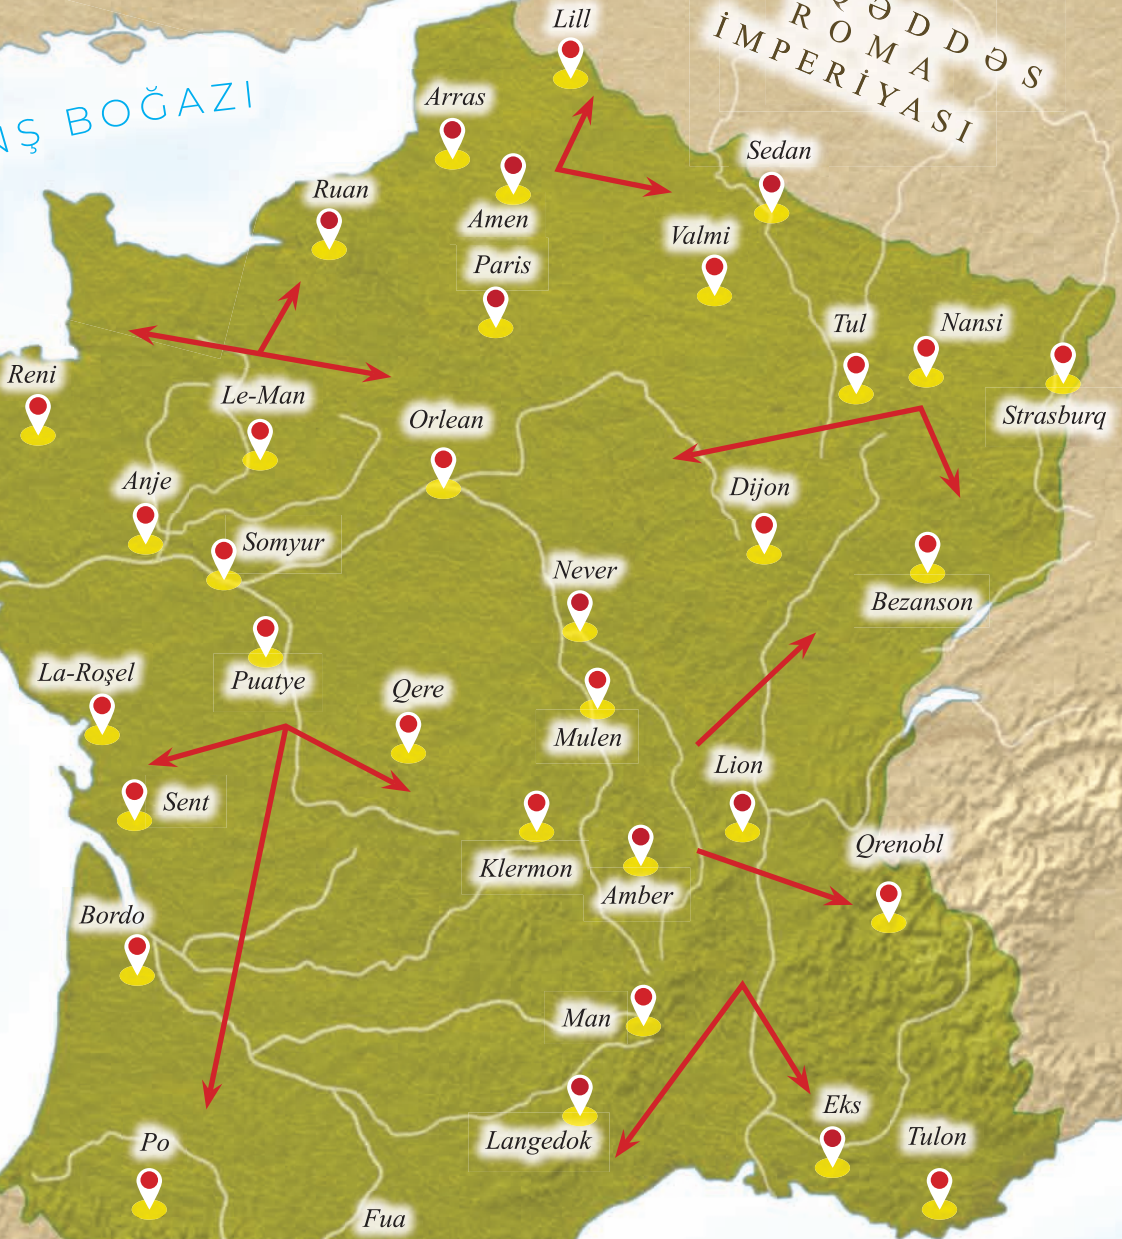 Lill
QƏDDƏS
ROMA
İMPERİYASI
Ş BOĞAZI
Arras
Sedan
Ruan
Amen
Valmi
Paris
Tul
Nansi
Reni
Le-Man
Orlean
Strasburq
Anje
Dijon
Somyur
Never
Bezanson
La-Roşel
Puatye
Qere
Mulen
Lion
Sent
Qrenobl
Klermon
Amber
Bordo
Man
Eks
Langedok
Tulon
Po
Fua